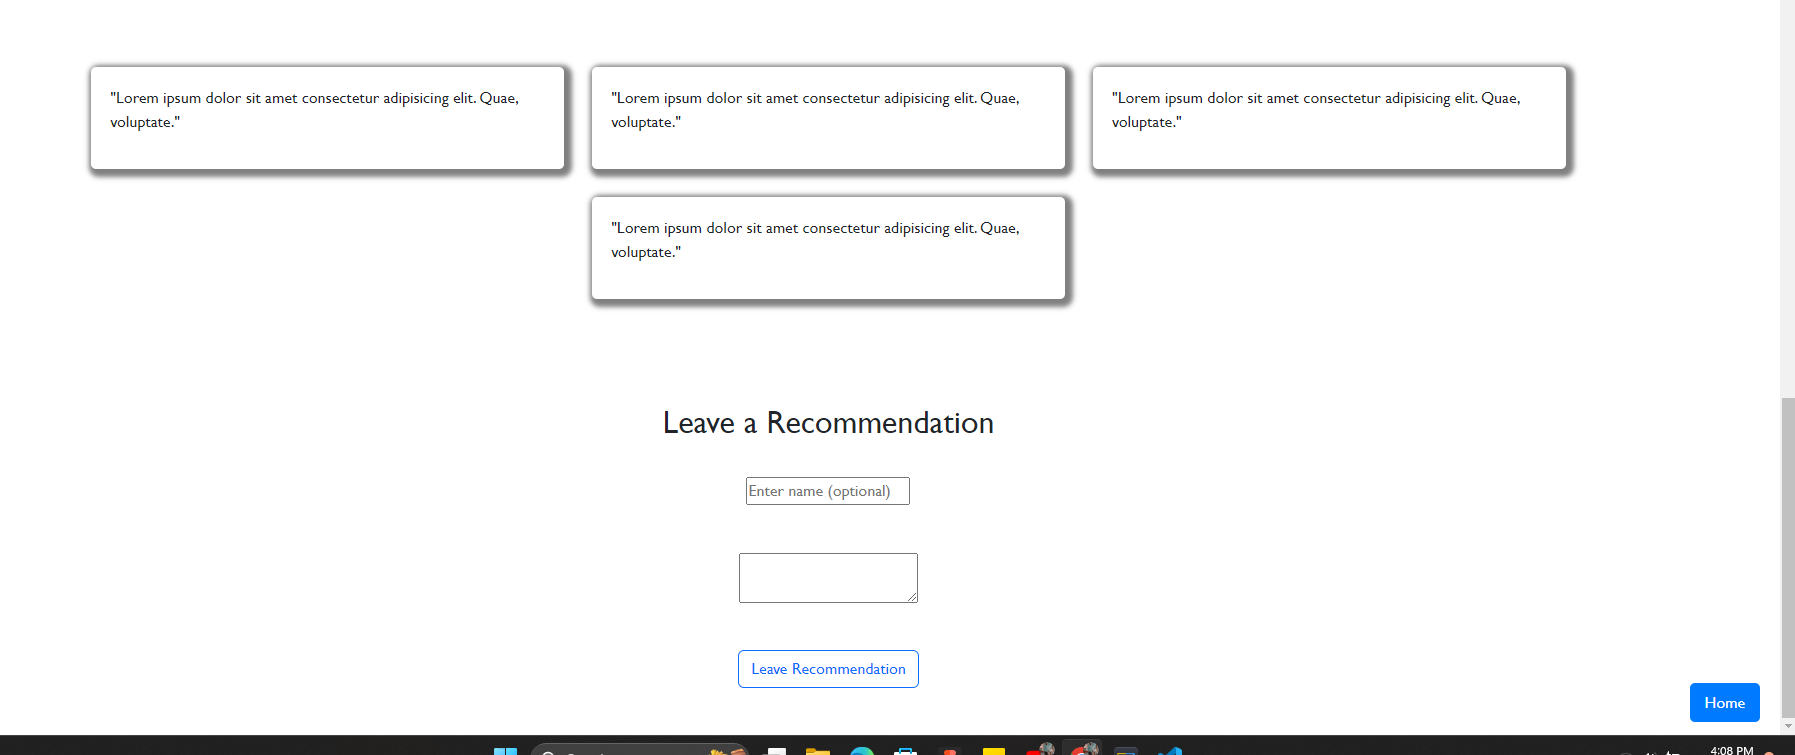 "Lorem ipsum dolor sit amet consectetur adipisicing elit. Quae,
voluptate."
"Lorem ipsum dolor sit amet consectetur adipisicing elit. Quae,
voluptate."
"Lorem ipsum dolor sit amet consectetur adipisicing elit. Quae,
voluptate."
"Lorem ipsum dolor sit amet consectetur adipisicing elit. Quae,
voluptate."
Leave a Recommendation
Enter name (optional)
Leave Recommendation
Home
4:08 PM